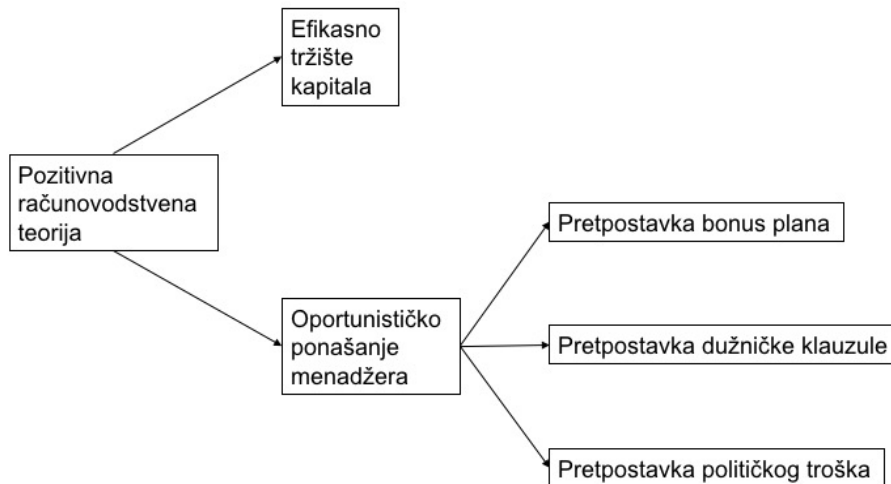 Efikasno
tržište
kapitala
Pozitivna
računovodstvena
teorija
Pretpostavka bonus plana
Oportunističko
ponašanje
menadžera
Pretpostavka dužničke klauzule
Pretpostavka političkog troška